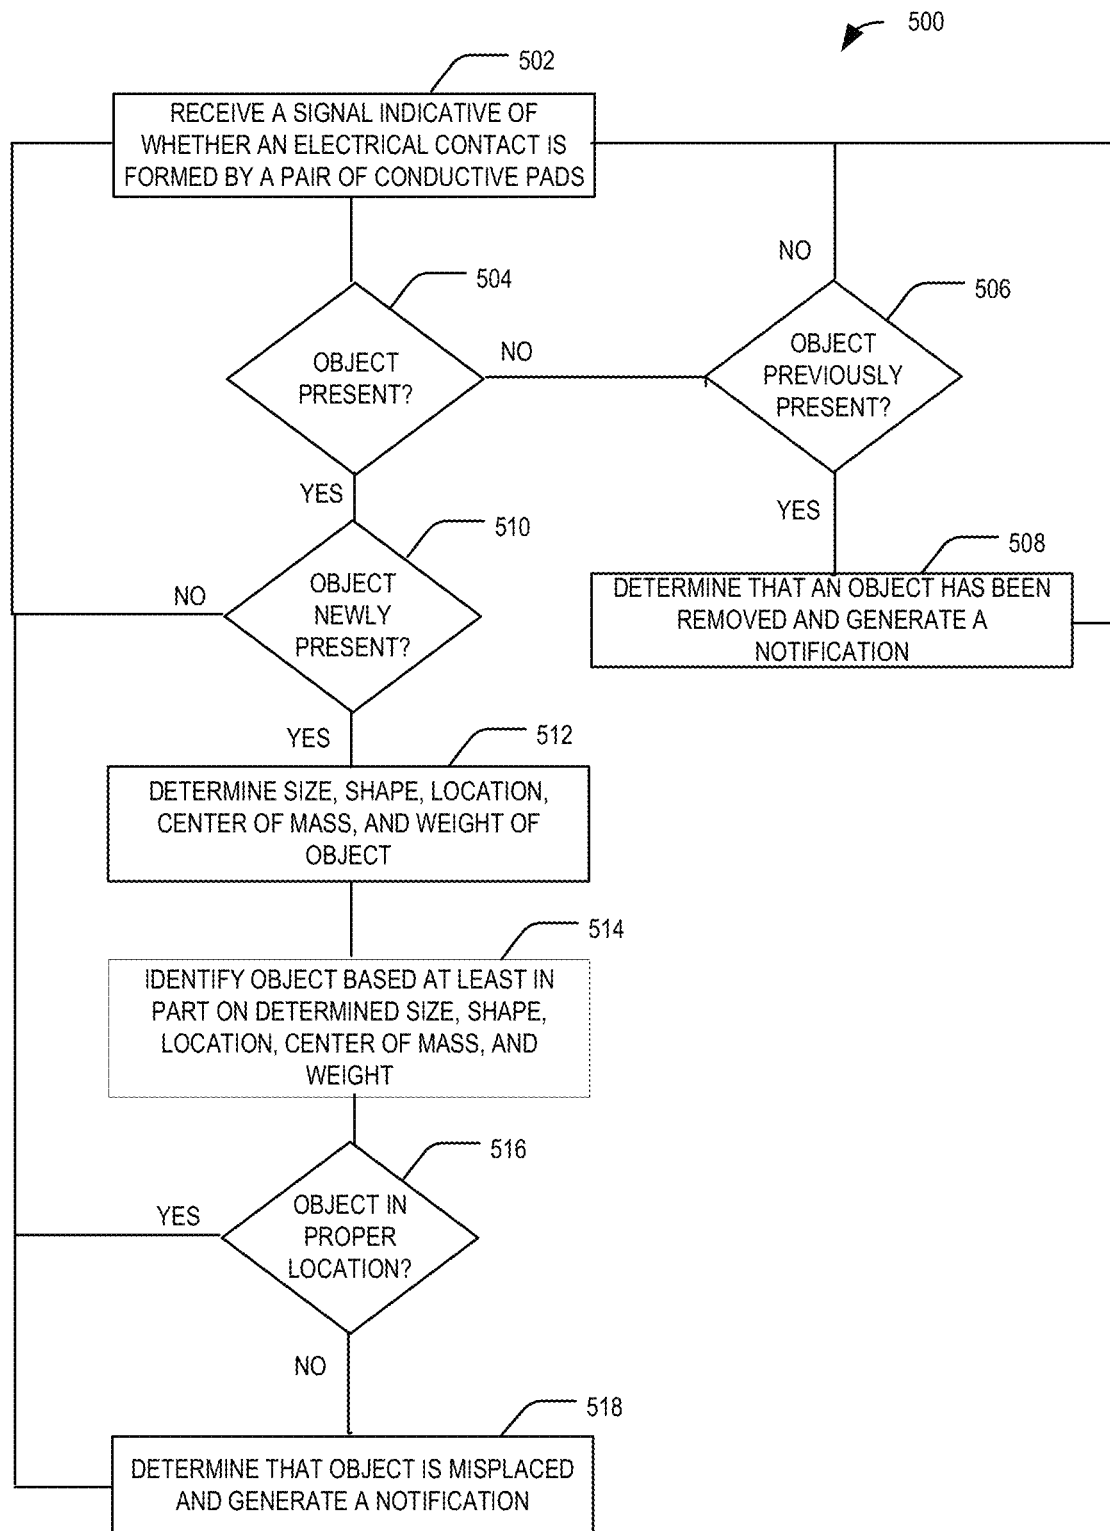 500
502
RECEIVE A SIGNAL INDICATIVE OF
WHETHER AN ELECTRICAL CONTACT IS
FORMED BY A PAIR OF CONDUCTIVE PADS
NO
504
506
OBJECT
PRESENT?
NO
OBJECT
PREVIOUSLY
PRESENT?
YES
YES
510
508
OBJECT
NEWLY
PRESENT?
NO
DETERMINE THAT AN OBJECT HAS BEEN
REMOVED AND GENERATE A
NOTIFICATION
YES
512
DETERMINE SIZE, SHAPE, LOCATION,
CENTER OF MASS, AND WEIGHT OF
OBJECT
514
IDENTIFY OBJECT BASED AT LEAST IN
PART ON DETERMINED SIZE, SHAPE,
LOCATION, CENTER OF MASS, AND
WEIGHT
516
YES
OBJECT IN
PROPER
LOCATION?
NO
518
DETERMINE THAT OBJECT IS MISPLACED
AND GENERATE A NOTIFICATION